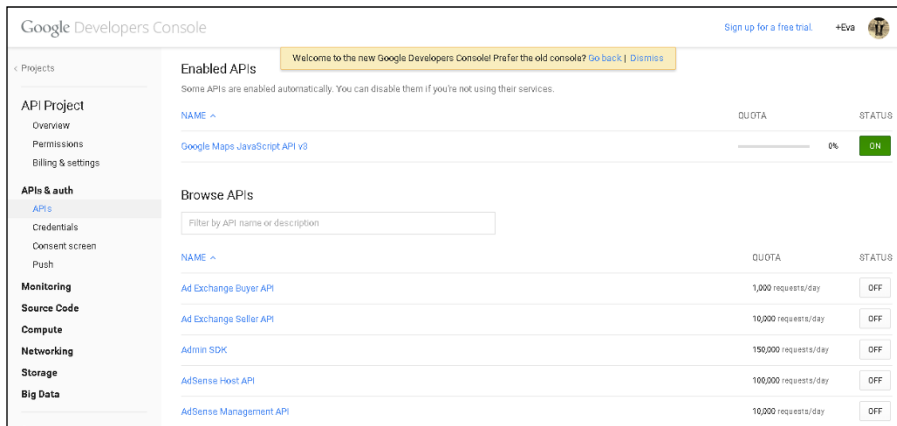 Google Developers Console
Sign up for a free trial.
+Eva
Welcome to the new Google Developers Console! Prefer the old console? Go back | Dismiss
< Projects
API Project
Overview
Permissions
Billing & settings
APIs & auth
APIs
Credentials
Consent screen
Push
Monitoring
Source Code
Compute
Networking
Storage
Big Data
Enabled APIs
Some APIs are enabled automatically. You can disable them if you're not using their services.
NAME QUOTA STATUS
Google Maps JavaScript API v3 0% ON
Browse APIs
Filter by API name or description
NAME QUOTA STATUS
Ad Exchange Buyer API 1,000 requests/day OFF
Ad Exchange Seller API 10,000 requests/day OFF
Admin SDK 150,000 requests/day OFF
AdSense Host API 100,000 requests/day OFF
AdSense Management API 10,000 requests/day OFF